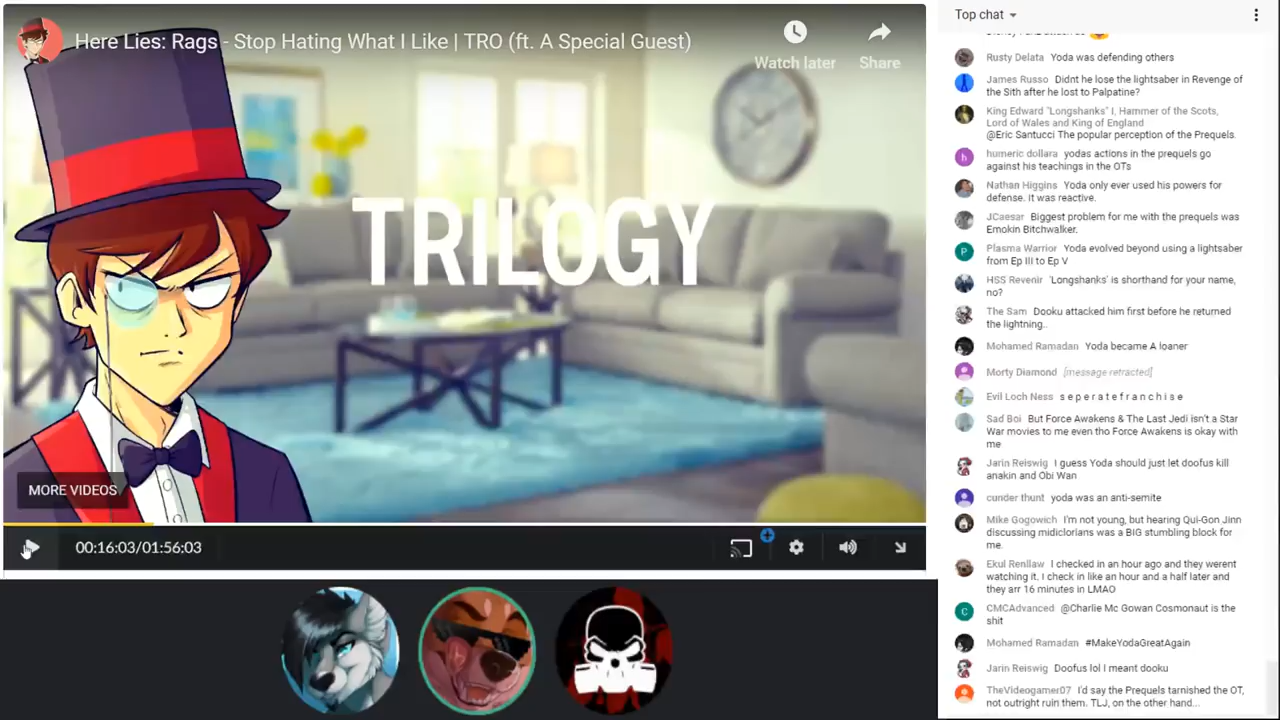 Here Lies: Rags - Stop Hating What I Like | TRO (ft. A Special Guest)
Watch later
Share
TRILOGY
MORE VIDEOS
00:16:03/01:56:03
Top chat
Rusty Delata Yoda was defending others
James Russo Didnt he lose the lightsaber in Revenge of
the Sith after he lost to Palpatine?
King Edward "Longshanks" I, Hammer of the Scots,
Lord of Wales and King of England
@Eric Santucci The popular perception of the Prequels.
humeric dollara yodas actions in the prequels go
against his teachings in the OTs
Nathan Higgins Yoda only ever used his powers for
defense. It was reactive.
JCaesar Biggest problem for me with the prequels was
Emokin Bitchwalker.
Plasma Warrior Yoda evolved beyond using a lightsaber
from Ep III to Ep V
HSS Revenir 'Longshanks' is shorthand for your name,
no?
The Sam Dooku attacked him first before he returned
the lightning..
Mohamed Ramadan Yoda became A loaner
Morty Diamond [message retracted]
Evil Loch Ness s e p e r a t e f r a n c h i s e
Sad Boi But Force Awakens & The Last Jedi isn't a Star
War movies to me even tho Force Awakens is okay with
me
Jarin Reiswig I guess Yoda should just let doofus kill
anakin and Obi Wan
cunder thunt yoda was an anti-semite
Mike Gogowich I'm not young, but hearing Qui-Gon Jinn
discussing midiclorians was a BIG stumbling block for
me.
Ekul Renllaw I checked in an hour ago and they werent
watching it. I check in like an hour and a half later and
they arr 16 minutes in LMAO
CMCAdvanced @Charlie Mc Gowan Cosmonaut is the
shit
Mohamed Ramadan #MakeYodaGreatAgain
Jarin Reiswig Doofus lol I meant dooku
TheVideogamer07 I'd say the Prequels tarnished the OT,
not outright ruin them. TLJ, on the other hand...